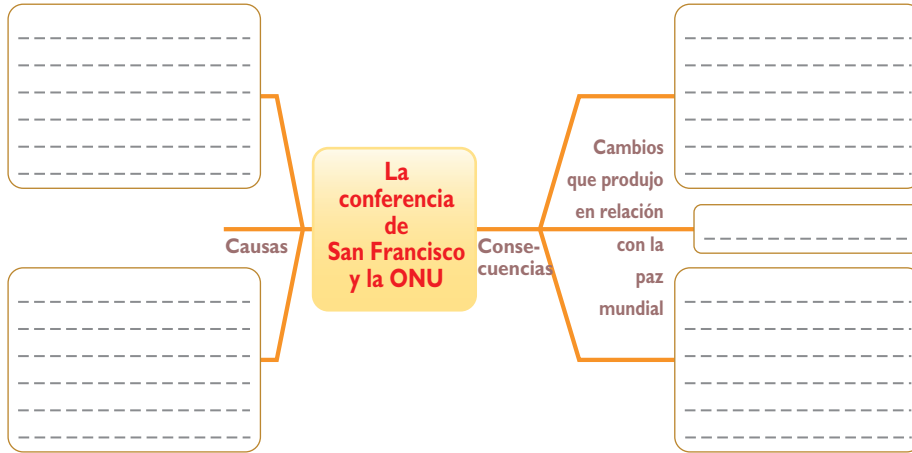 Causas
La
conferencia
de
San Francisco
y la ONU
Conse-
cuencias
Cambios
que produjo
en relación
con la
paz
mundial